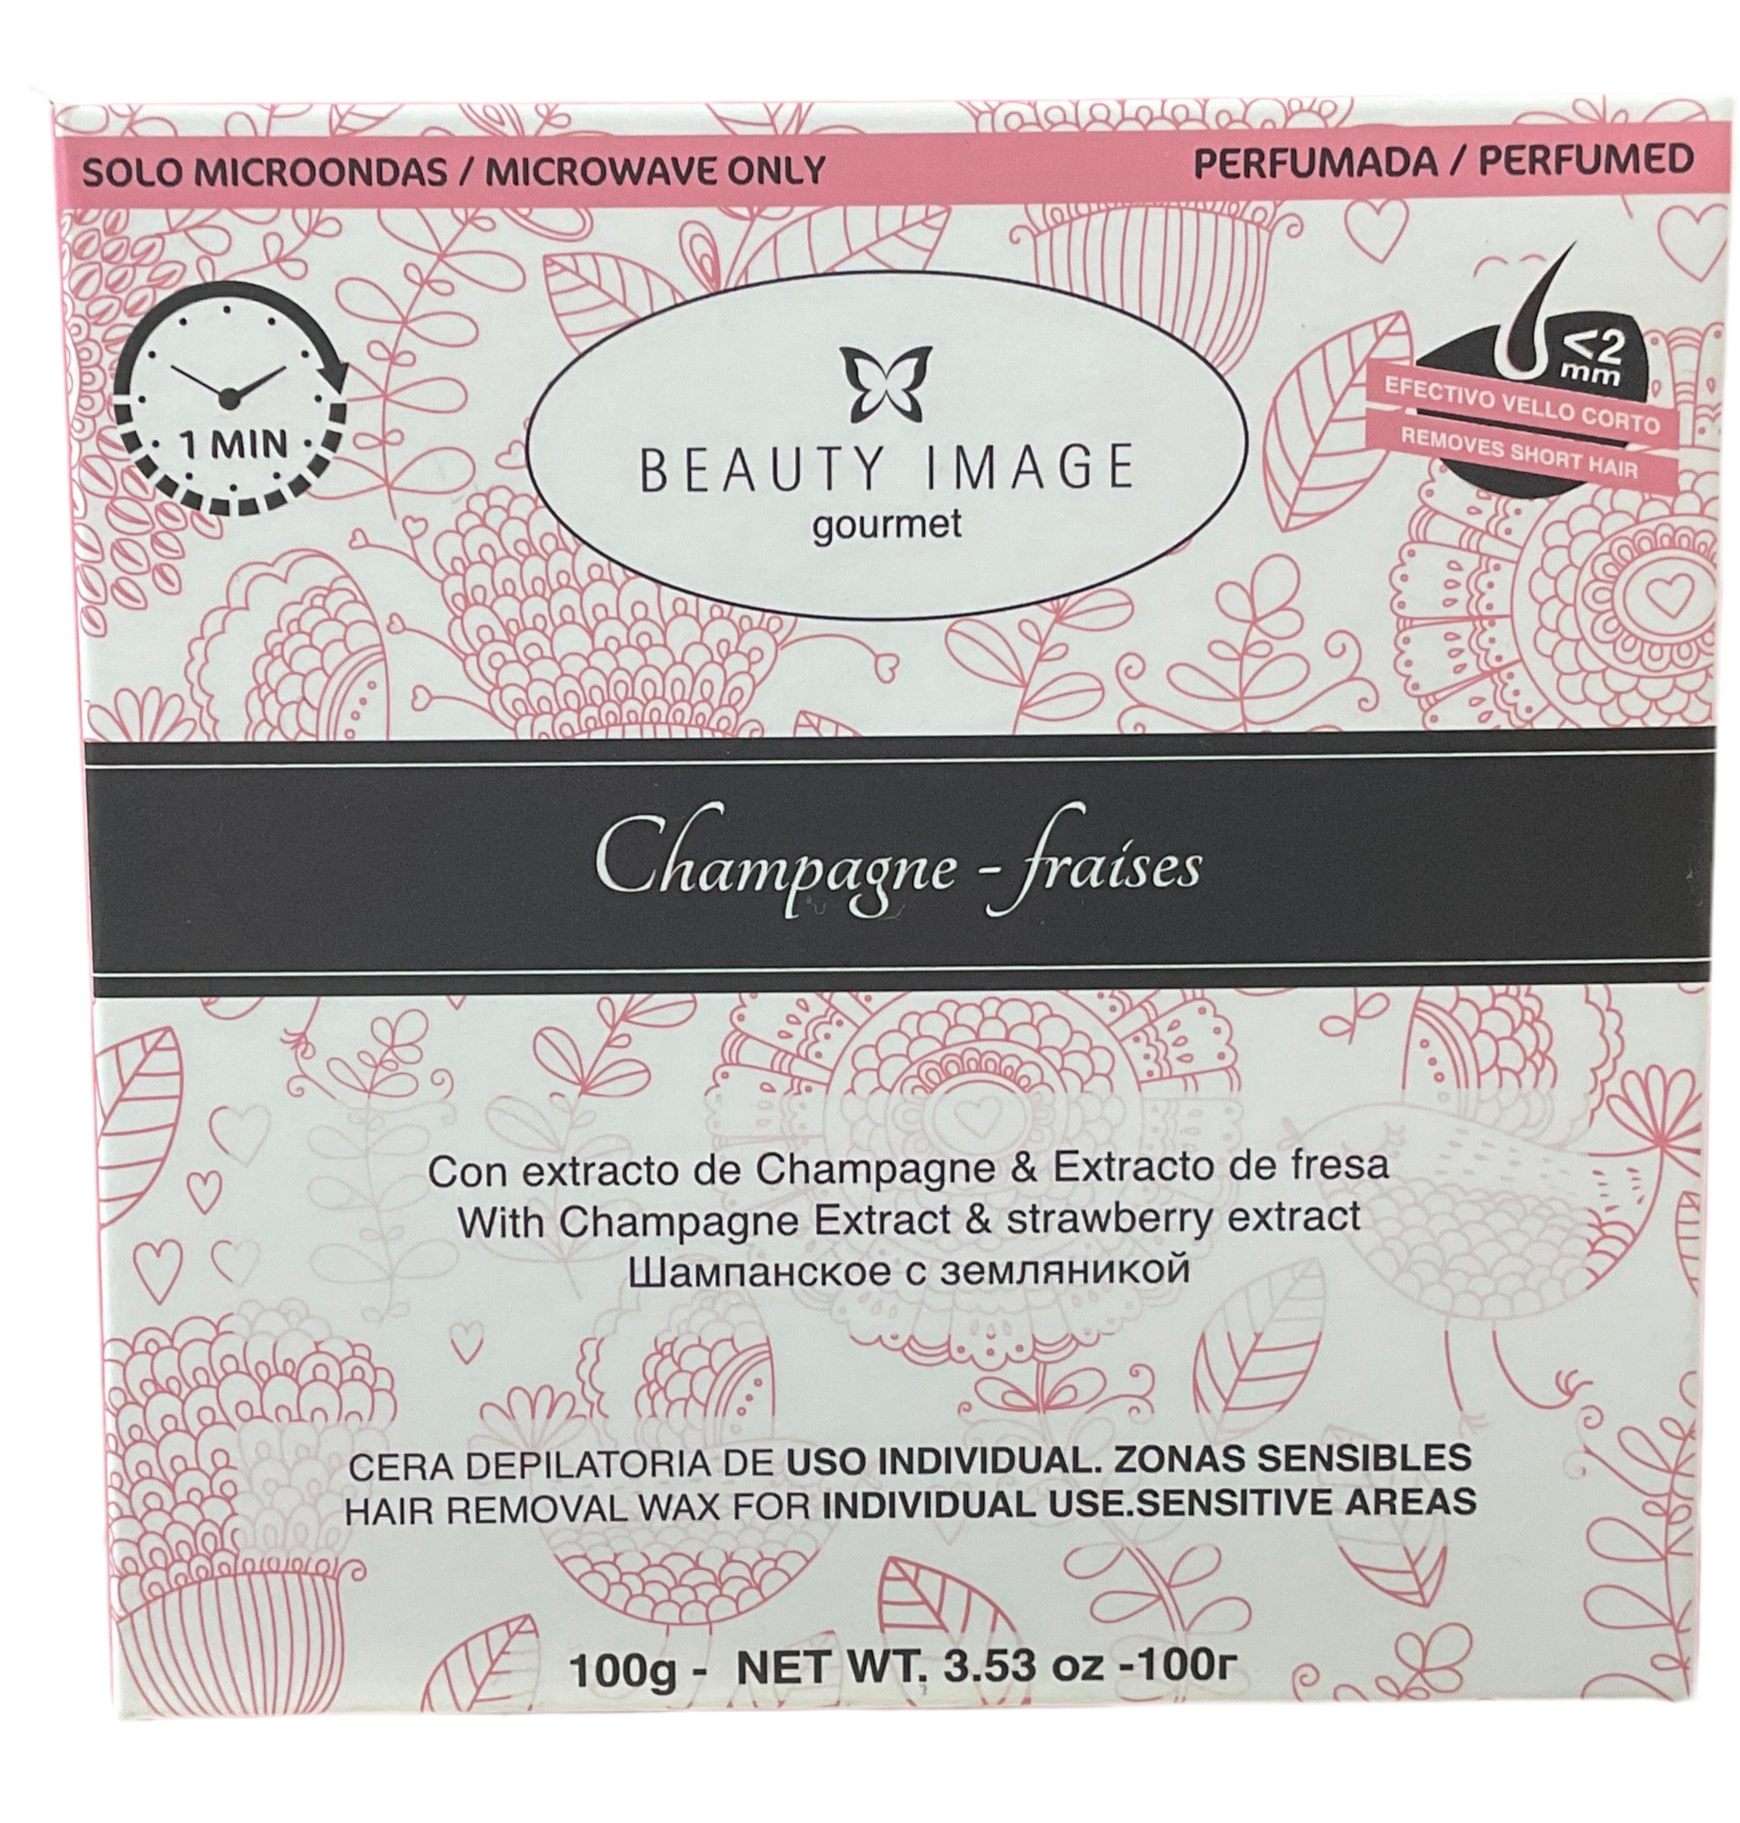 SOLO MICROONDAS / MICROWAVE ONLY
PERFUMADA / PERFUMED
1 MIN
BEAUTY IMAGE
gourmet
<2
mm
EFECTIVO VELLO CORTO
REMOVES SHORT HAIR
Champagne - fraises
Con extracto de Champagne & Extracto de fresa
With Champagne Extract & strawberry extract
Шампанское с земляникой
CERA DEPILATORIA DE USO INDIVIDUAL. ZONAS SENSIBLES
HAIR REMOVAL WAX FOR INDIVIDUAL USE.SENSITIVE AREAS
100g - NET WT. 3.53 oz -100г